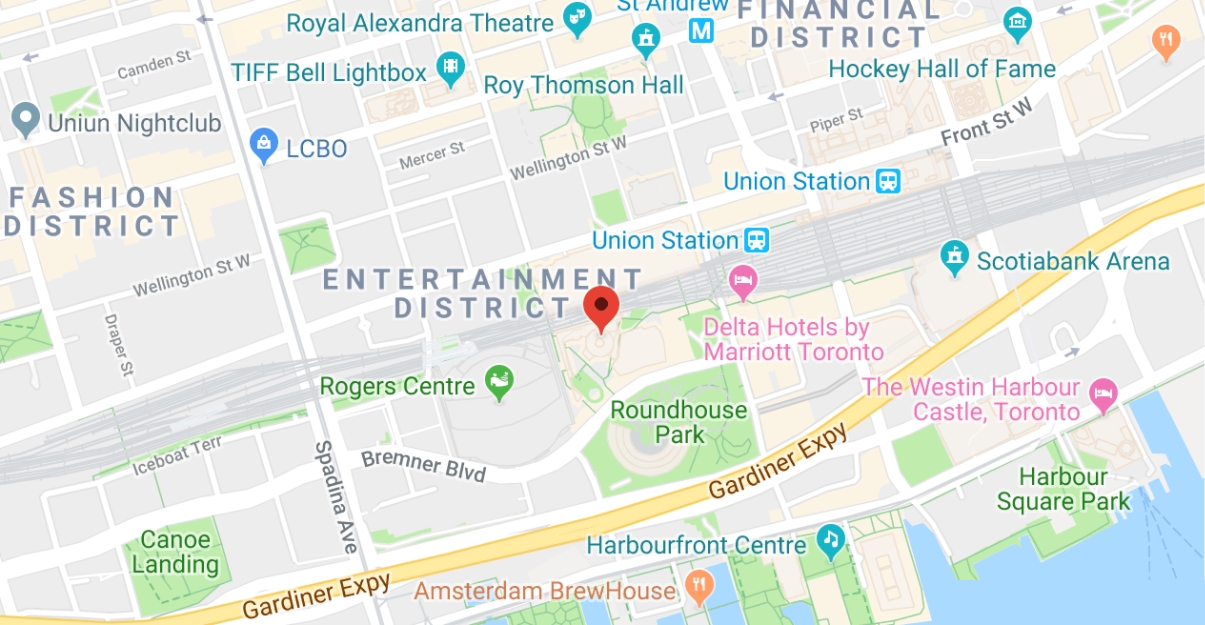 St Andrew
FINANCIAL
DISTRICT
Royal Alexandra Theatre
M
TIFF Bell Lightbox
Roy Thomson Hall
Hockey Hall of Fame
Camden St
Uniun Nightclub
LCBO
Piper St
Front St W
Mercer St
Wellington St W
Union Station
FASHION
DISTRICT
Union Station
Scotiabank Arena
Wellington St W
ENTERTAINMENT
DISTRICT
Draper St
Delta Hotels by
Marriott Toronto
Rogers Centre
The Westin Harbour
Castle, Toronto
Roundhouse
Park
Iceboat Terr
Spadina Ave
Bremner Blvd
Gardiner Expy
Harbour
Square Park
Canoe
Landing
Harbourfront Centre
Gardiner Expy
Amsterdam BrewHouse